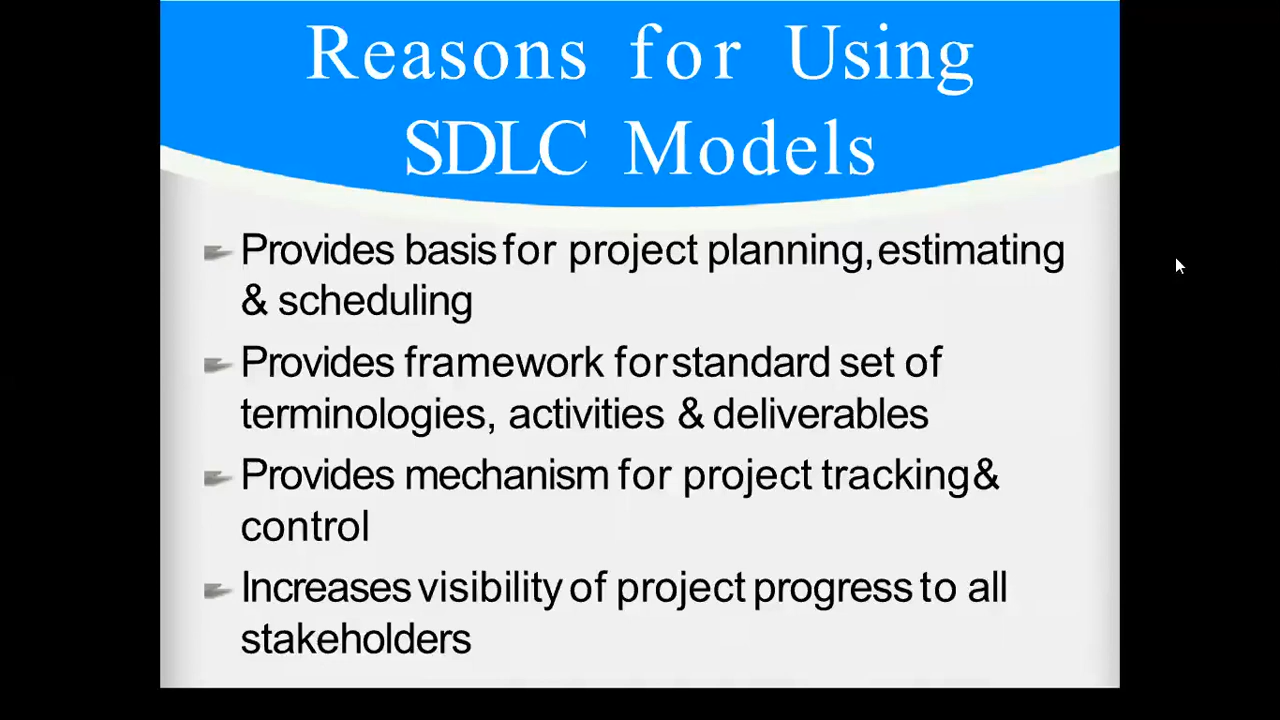 Reasons for Using
SDLC Models
Provides basis for project planning, estimating
& scheduling
Provides framework for standard set of
terminologies, activities & deliverables
Provides mechanism for project tracking &
control
Increases visibility of project progress to all
stakeholders